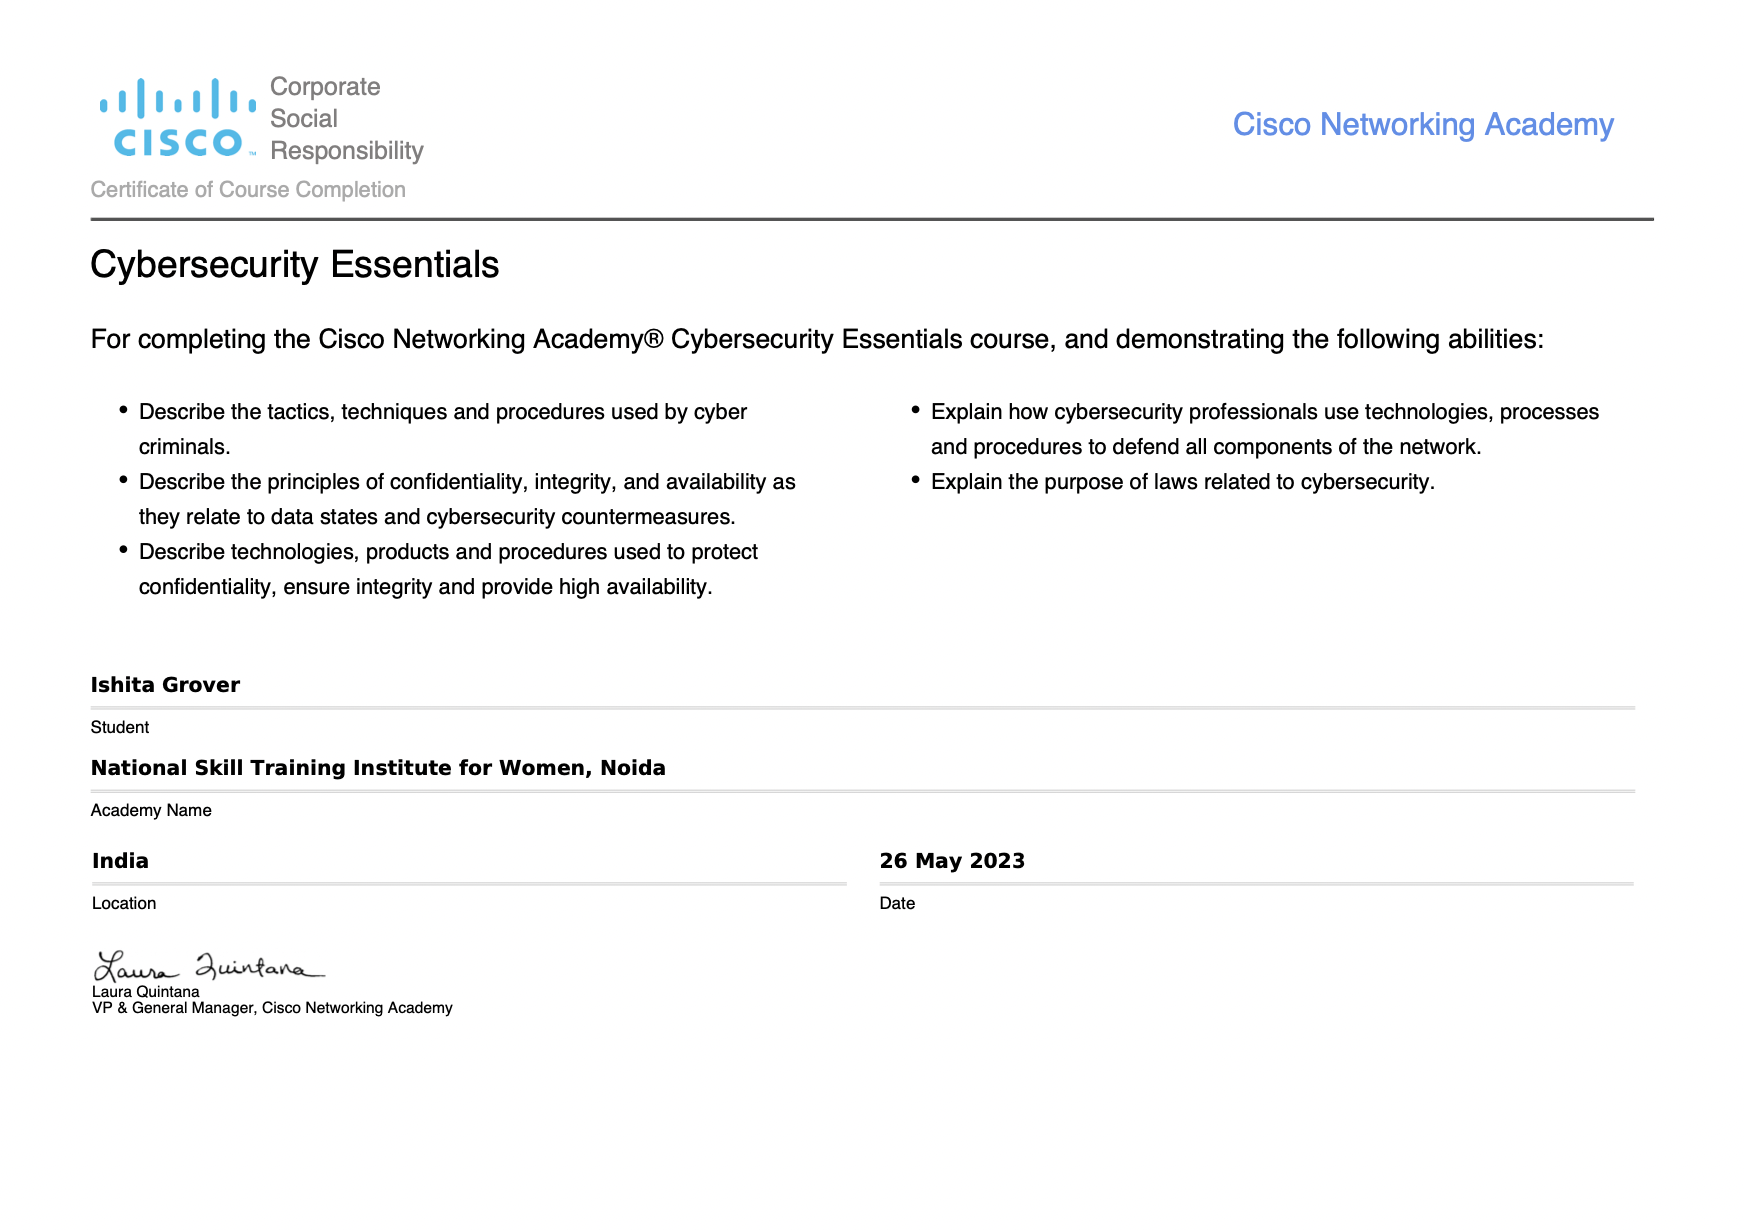 CISCO™
Corporate
Social
Responsibility
Cisco Networking Academy
Certificate of Course Completion
Cybersecurity Essentials
For completing the Cisco Networking Academy® Cybersecurity Essentials course, and demonstrating the following abilities:
• Describe the tactics, techniques and procedures used by cyber
criminals.
• Describe the principles of confidentiality, integrity, and availability as
they relate to data states and cybersecurity countermeasures.
• Describe technologies, products and procedures used to protect
confidentiality, ensure integrity and provide high availability.
• Explain how cybersecurity professionals use technologies, processes
and procedures to defend all components of the network.
• Explain the purpose of laws related to cybersecurity.
Ishita Grover
Student
National Skill Training Institute for Women, Noida
Academy Name
India
Location
26 May 2023
Date
Laura Quintana
Laura Quintana
VP & General Manager, Cisco Networking Academy